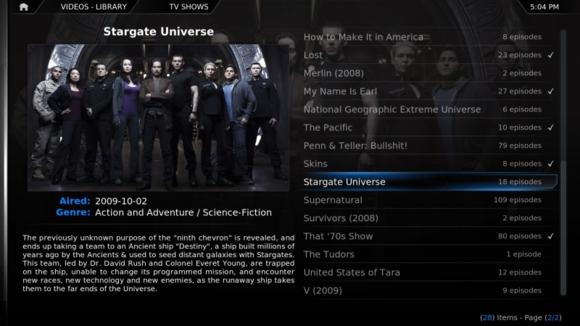 VIDEOS - LIBRARY
TV SHOWS
5:04 PM
Stargate Universe
Aired: 2009-10-02
Genre: Action and Adventure / Science-Fiction
The previously unknown purpose of the "ninth chevron" is revealed, and
ends up taking a team to an Ancient ship "Destiny", a ship built millions of
years ago by the Ancients & used to seed distant galaxies with Stargates.
This team, led by Dr. David Rush and Colonel Everet Young, are trapped
on the ship, unable to change its programmed mission, and encounter
new races, new technology and new enemies, as the runaway ship takes
them to the far ends of the Universe.
How to Make It in America 8 episodes
Lost 23 episodes ✓
Merlin (2008) 2 episodes
My Name Is Earl 27 episodes ✓
National Geographic Extreme Universe 6 episodes
The Pacific 10 episodes ✓
Penn & Teller: Bullshit! 79 episodes
Skins 8 episodes ✓
Stargate Universe 18 episodes
Supernatural 109 episodes
Survivors (2008) 2 episodes
That '70s Show 80 episodes ✓
The Tudors 1 episode
United States of Tara 12 episodes
V (2009) 9 episodes
(28) Items - Page (2/2)